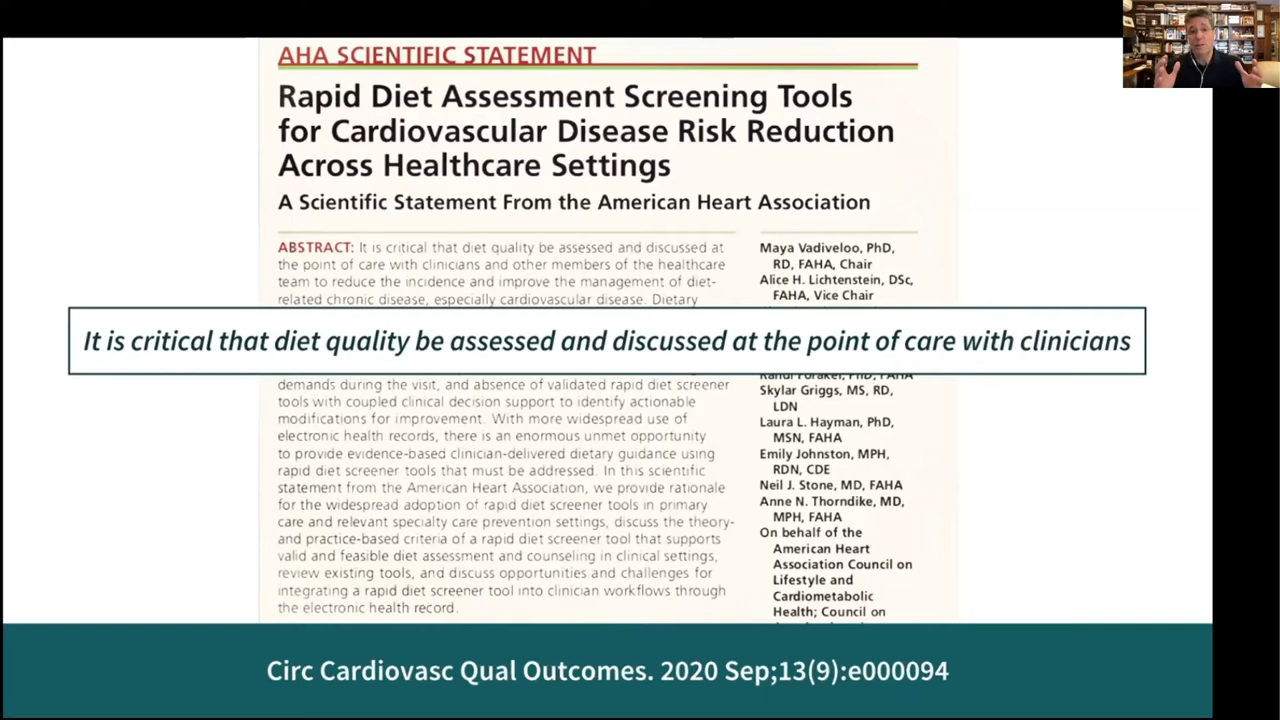 AHA SCIENTIFIC STATEMENT
Rapid Diet Assessment Screening Tools
for Cardiovascular Disease Risk Reduction
Across Healthcare Settings
A Scientific Statement From the American Heart Association
ABSTRACT: It is critical that diet quality be assessed and discussed at
the point of care with clinicians and other members of the healthcare
team to reduce the incidence and improve the management of diet-
related chronic disease, especially cardiovascular disease. Dietary
It is critical that diet quality be assessed and discussed at the point of care with clinicians
demands during the visit, and absence of validated rapid diet screener
tools with coupled clinical decision support to identify actionable
modifications for improvement. With more widespread use of
electronic health records, there is an enormous unmet opportunity
to provide evidence-based clinician-delivered dietary guidance using
rapid diet screener tools that must be addressed. In this scientific
statement from the American Heart Association, we provide rationale
for the widespread adoption of rapid diet screener tools in primary
care and relevant specialty care prevention settings, discuss the theory-
and practice-based criteria of a rapid diet screener tool that supports
valid and feasible diet assessment and counseling in clinical settings,
review existing tools, and discuss opportunities and challenges for
integrating a rapid diet screener tool into clinician workflows through
the electronic health record.
Maya Vadiveloo, PhD,
RD, FAHA, Chair
Alice H. Lichtenstein, DSc,
FAHA, Vice Chair
Randi Foraker, PhD, FAHA
Skylar Griggs, MS, RD,
LDN
Laura L. Hayman, PhD,
MSN, FAHA
Emily Johnston, MPH,
RDN, CDE
Neil J. Stone, MD, FAHA
Anne N. Thorndike, MD,
MPH, FAHA
On behalf of the
American Heart
Association Council on
Lifestyle and
Cardiometabolic
Health; Council on
Circ Cardiovasc Qual Outcomes. 2020 Sep;13(9):e000094